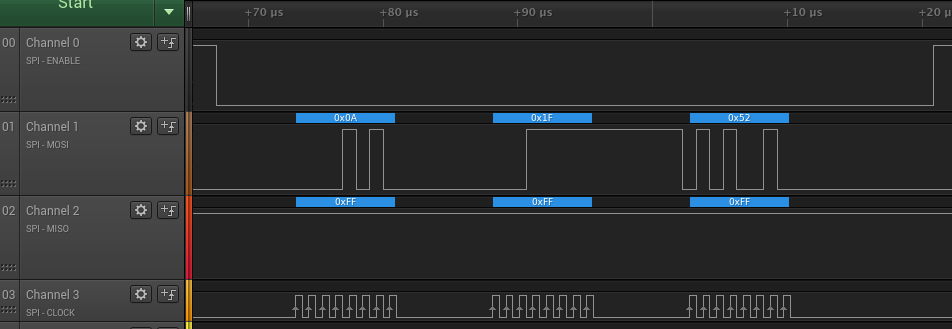 Start
+70 µs +80 µs +90 µs +10 µs +20 µ
00 Channel 0
SPI - ENABLE
01 Channel 1
SPI - MOSI
0x0A 0x1F 0x52
02 Channel 2
SPI - MISO
0xFF 0xFF 0xFF
03 Channel 3
SPI - CLOCK